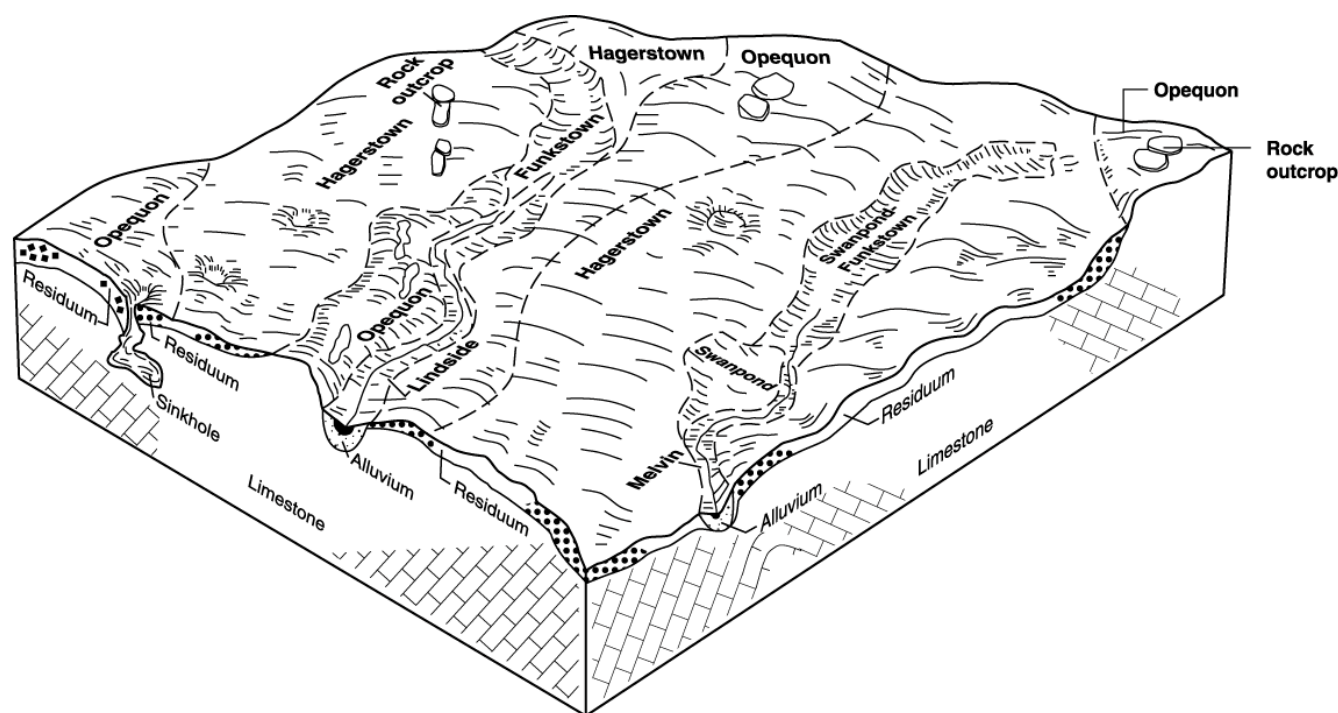 Hagerstown
Opequon
Rock
outcrop
Opequon
Rock
outcrop
Hagerstown
Funkstown
Opequon
Hagerstown
Swanpond-
Funkstown
Residuum
Opequon
Lindside
Swanpond
Residuum
Sinkhole
Residuum
Limestone
Alluvium
Residuum
Melvin
Alluvium
Limestone